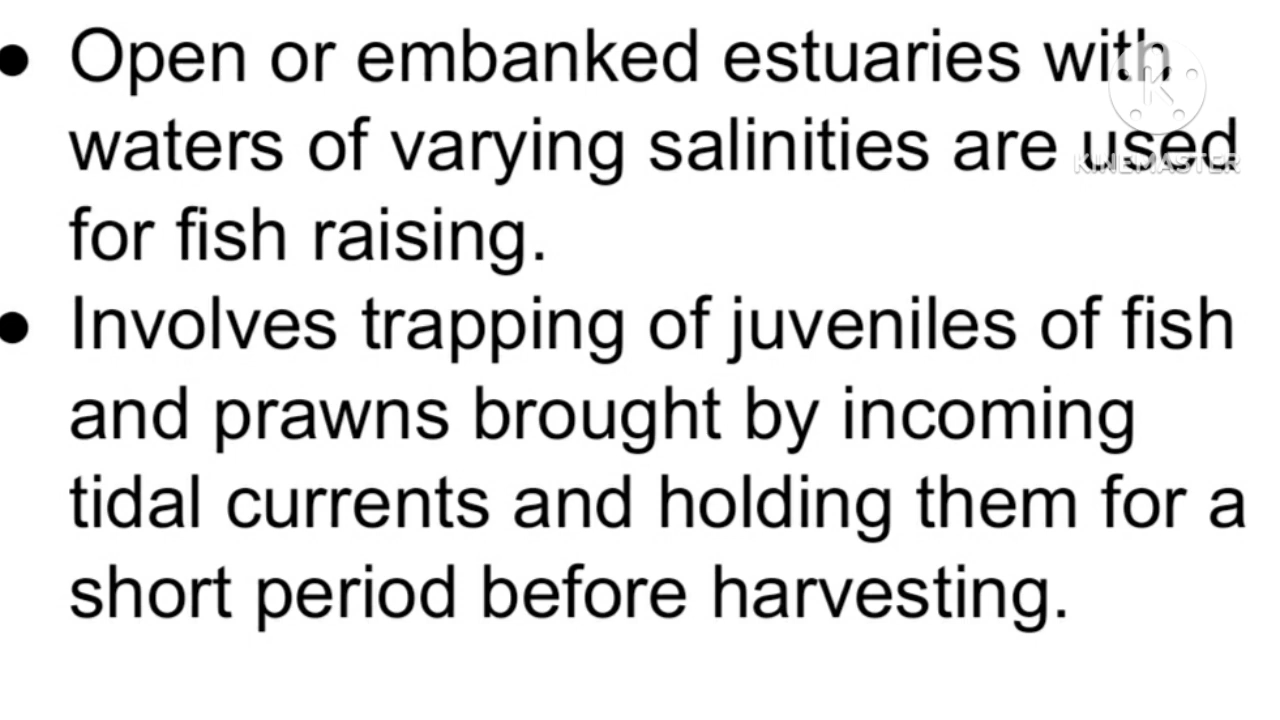 ● Open or embanked estuaries with
waters of varying salinities are used
for fish raising.
● Involves trapping of juveniles of fish
and prawns brought by incoming
tidal currents and holding them for a
short period before harvesting.
K
KINEMASTER